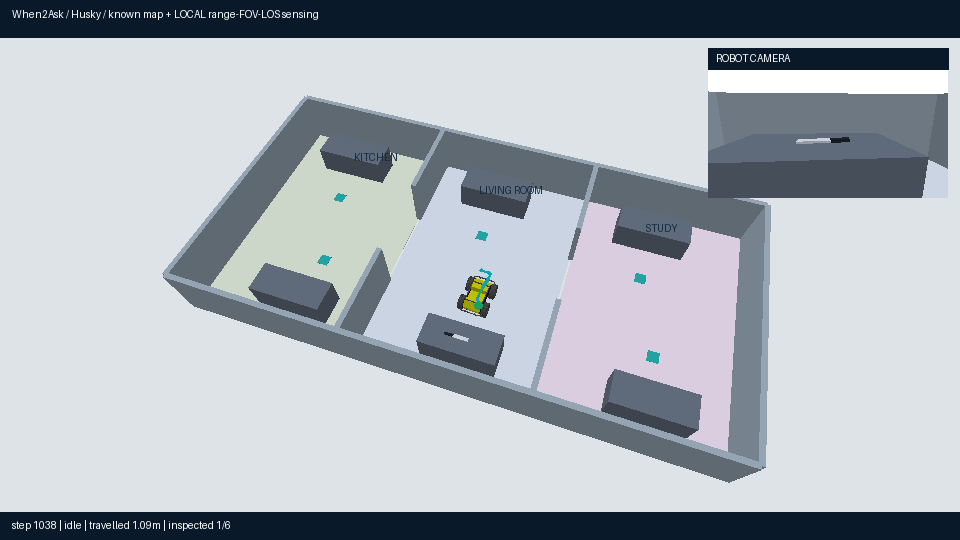 When2Ask / Husky / known map + LOCAL range-FOV-LOS sensing
ROBOT CAMERA
KITCHEN
LIVING ROOM
STUDY
step 1038 | idle | travelled 1.09m | inspected 1/6